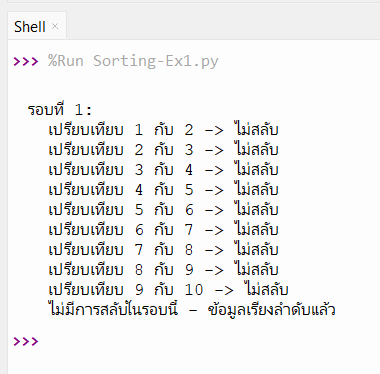 Shell ×
>>> %Run Sorting-Ex1.py
รอบที่ 1:
เปรียบเทียบ 1 กับ 2 -> ไม่สลับ
เปรียบเทียบ 2 กับ 3 -> ไม่สลับ
เปรียบเทียบ 3 กับ 4 -> ไม่สลับ
เปรียบเทียบ 4 กับ 5 -> ไม่สลับ
เปรียบเทียบ 5 กับ 6 -> ไม่สลับ
เปรียบเทียบ 6 กับ 7 -> ไม่สลับ
เปรียบเทียบ 7 กับ 8 -> ไม่สลับ
เปรียบเทียบ 8 กับ 9 -> ไม่สลับ
เปรียบเทียบ 9 กับ 10 -> ไม่สลับ
ไม่มีการสลับในรอบนี้ - ข้อมูลเรียงลำดับแล้ว
>>>